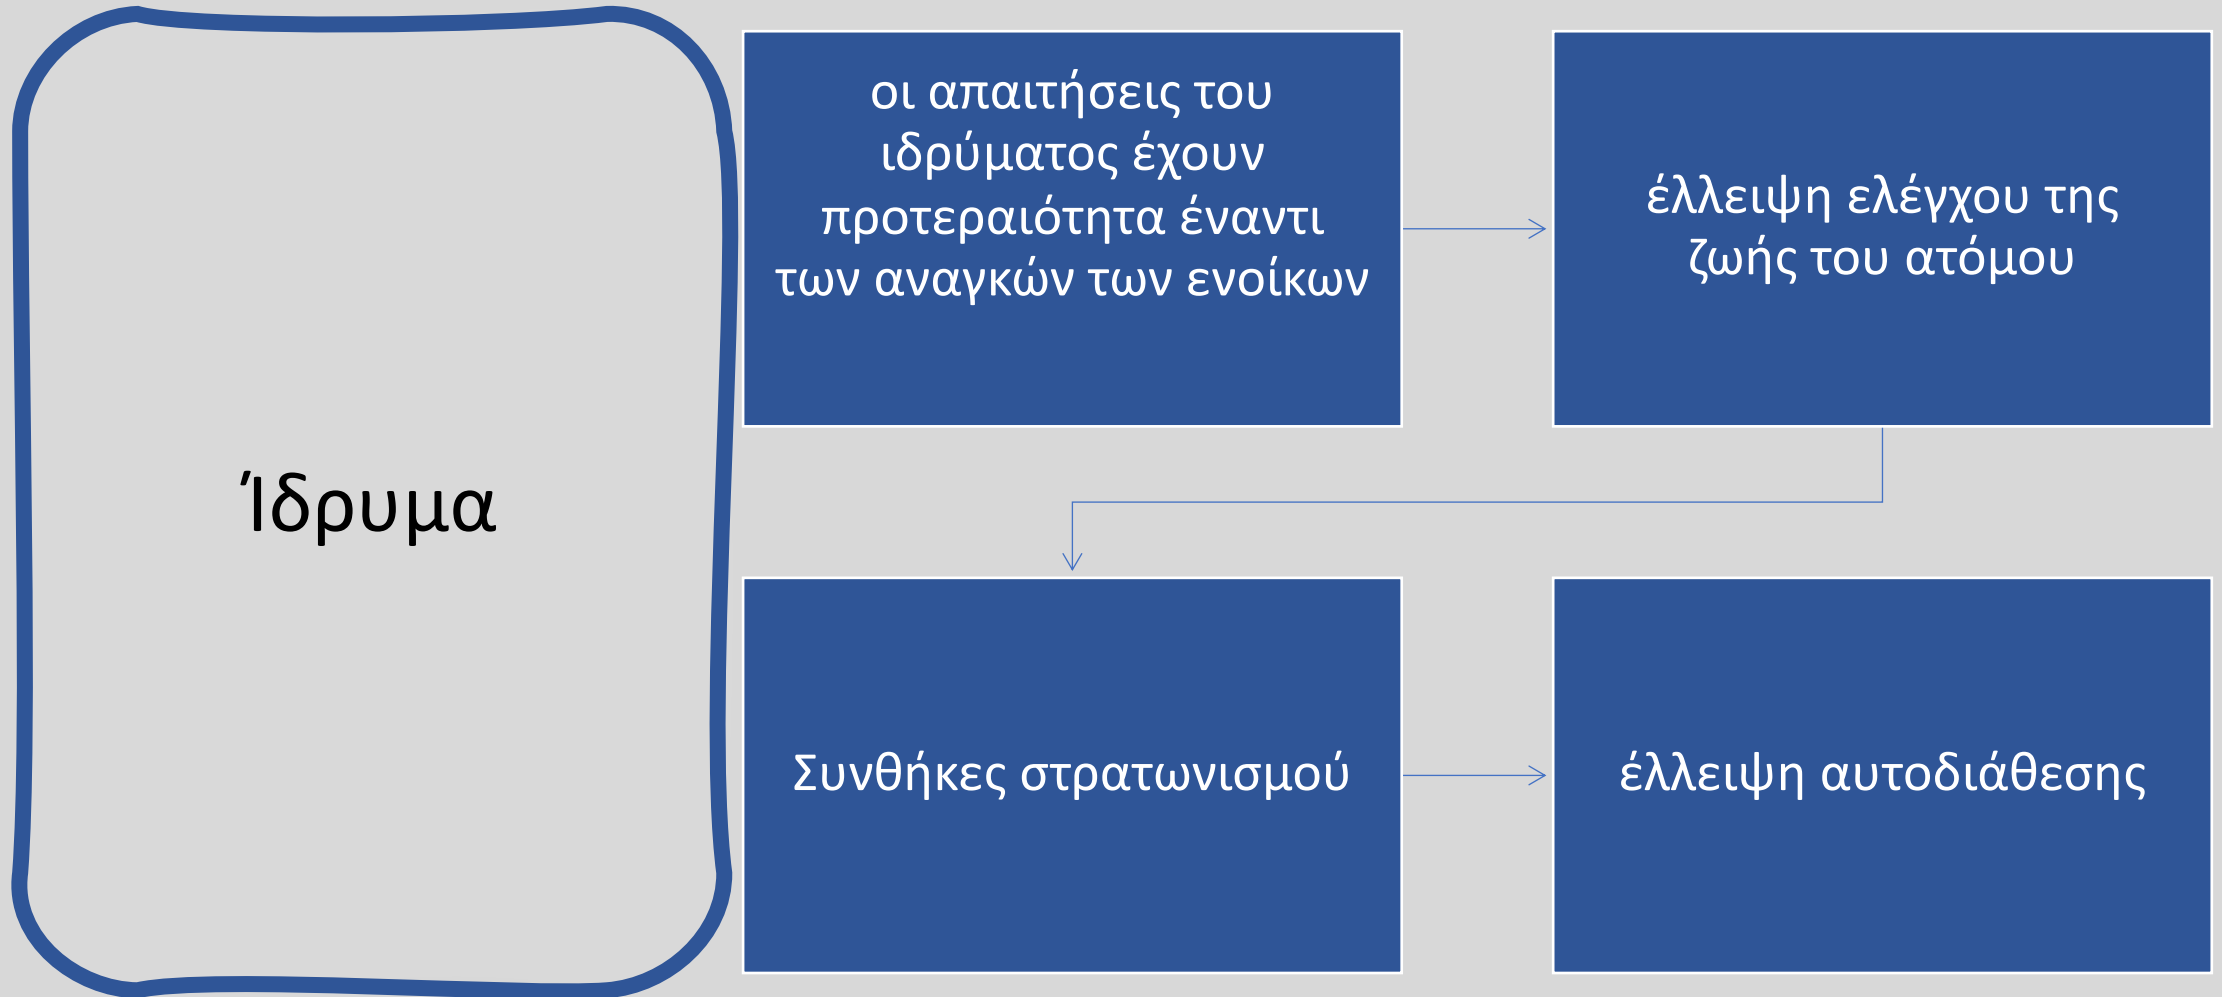 Ίδρυμα
οι απαιτήσεις του
ιδρύματος έχουν
προτεραιότητα έναντι
των αναγκών των ενοίκων
έλλειψη ελέγχου της
ζωής του ατόμου
Συνθήκες στρατωνισμού
έλλειψη αυτοδιάθεσης